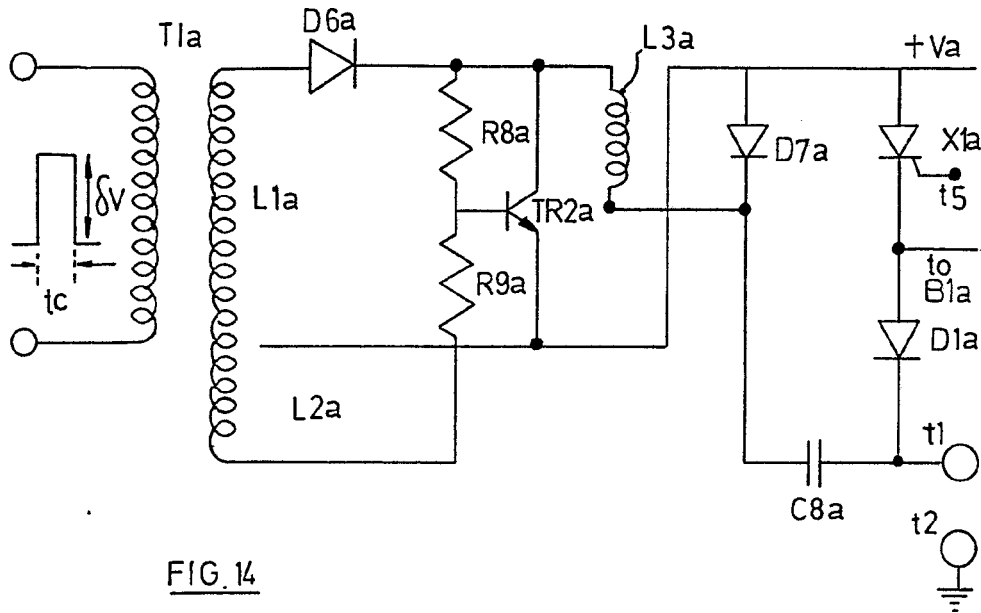 T1a
D6a
L3a
+Va
δV
tc
L1a
L2a
R8a
TR2a
R9a
D7a
X1a
t5
to
B1a
D1a
C8a
t1
t2
FIG. 14